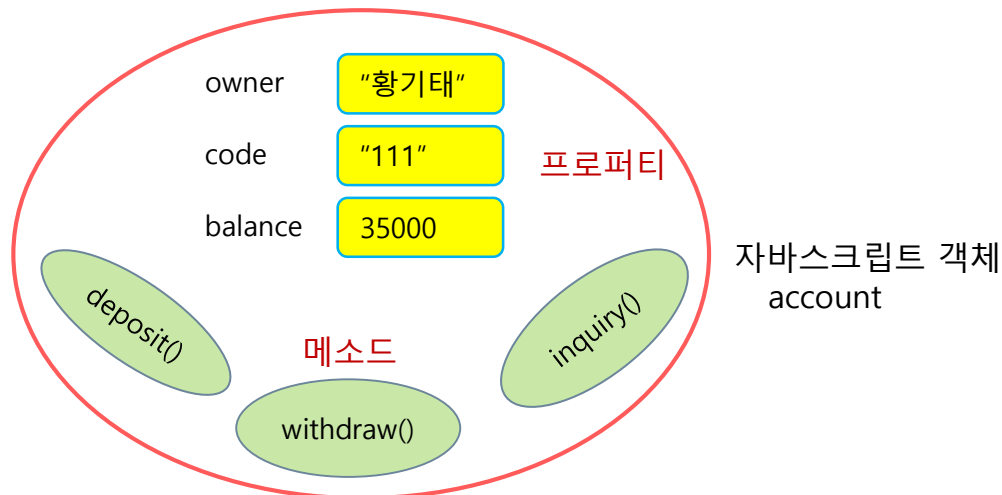 owner "황기태"
code "111"
프로퍼티
balance 35000
자바스크립트 객체
account
deposit()
inquiry()
메소드
withdraw()